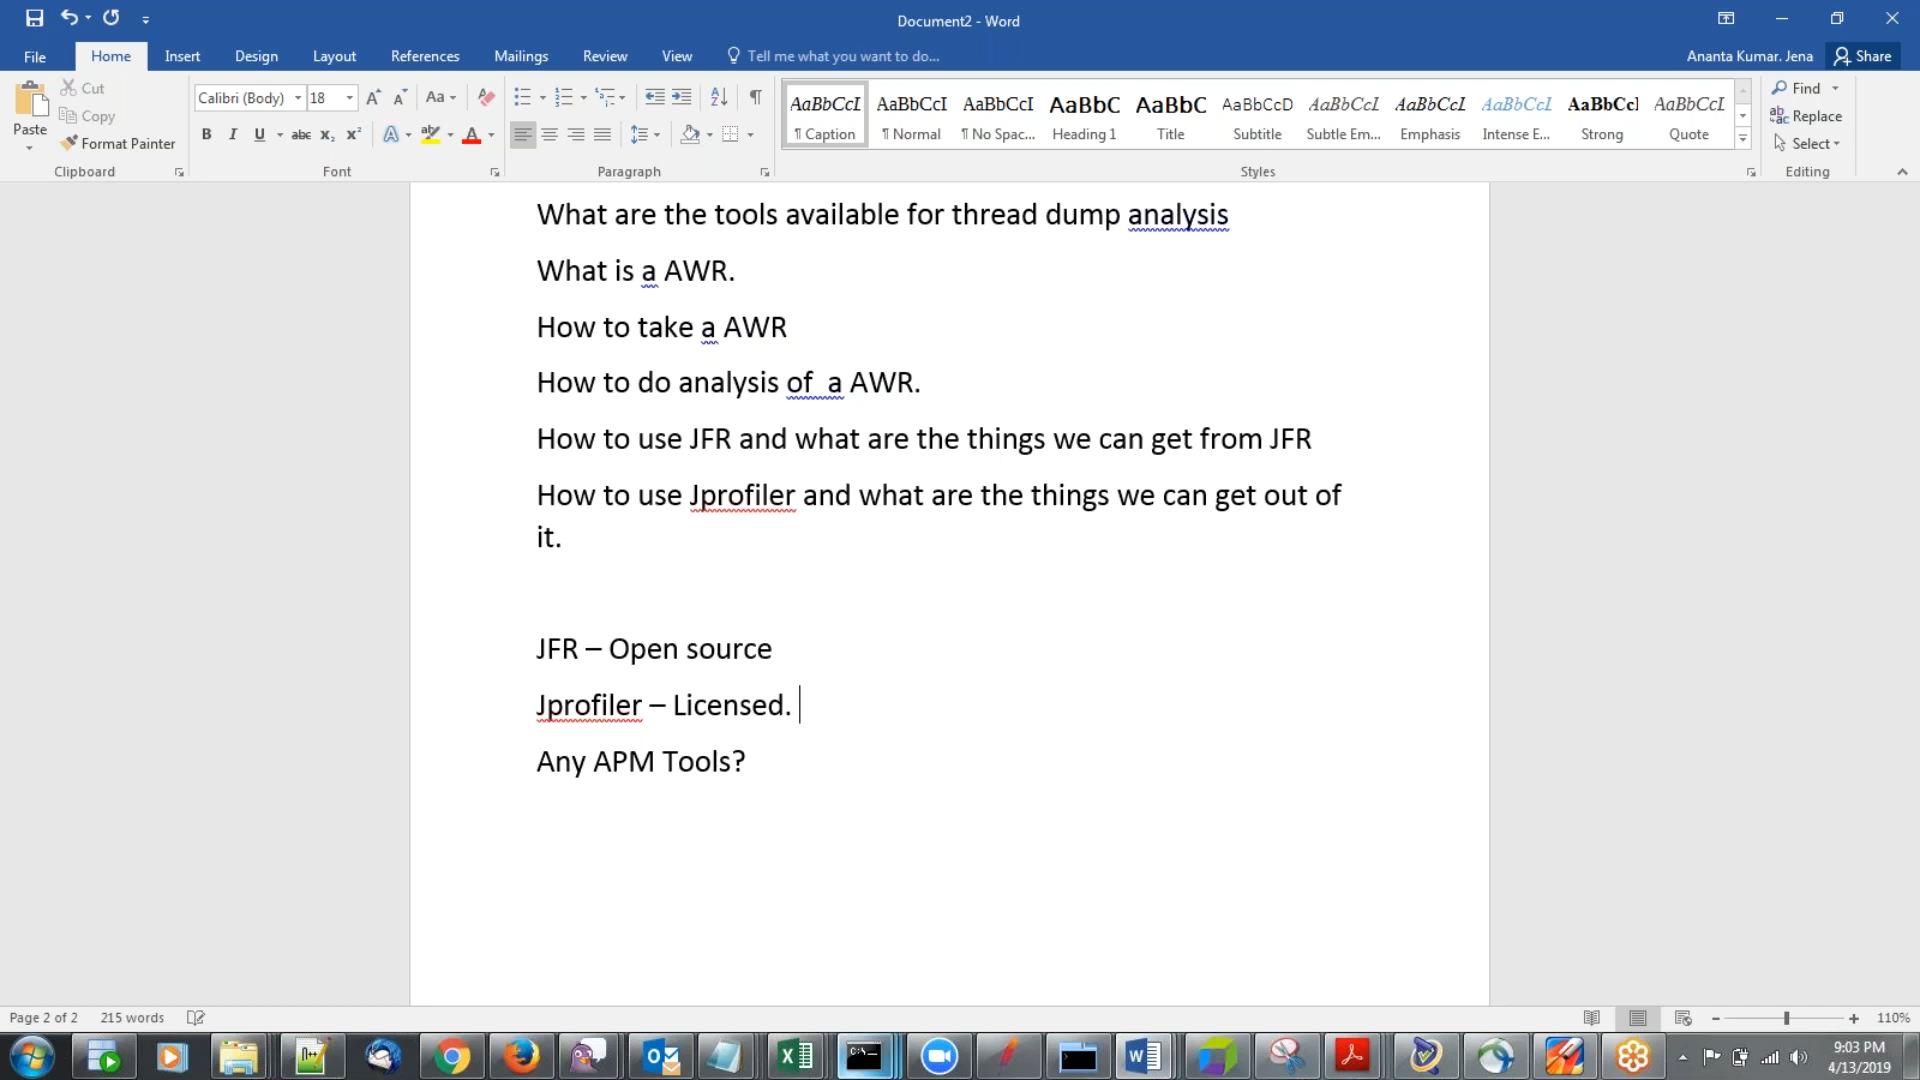 Document2 - Word
File Home Insert Design Layout References Mailings Review View Tell me what you want to do... Ananta Kumar. Jena Share
Paste Cut Copy Format Painter Clipboard
Calibri (Body) 18 Aa
B I U abc x₂ x² A ab A Font
Paragraph
AaBbCcI AaBbCcI AaBbCcI AaBbC AaBbC AaBbCcD AaBbCcI AaBbCcI AaBbCcI AaBbCcI AaBbCcI
¶ Caption ¶ Normal ¶ No Spac... Heading 1 Title Subtitle Subtle Em... Emphasis Intense E... Strong Quote
Styles
Find
Replace
Select
Editing
What are the tools available for thread dump analysis
What is a AWR.
How to take a AWR
How to do analysis of  a AWR.
How to use JFR and what are the things we can get from JFR
How to use Jprofiler and what are the things we can get out of
it.
JFR – Open source
Jprofiler – Licensed.
Any APM Tools?
Page 2 of 2 215 words 110%
9:03 PM
4/13/2019